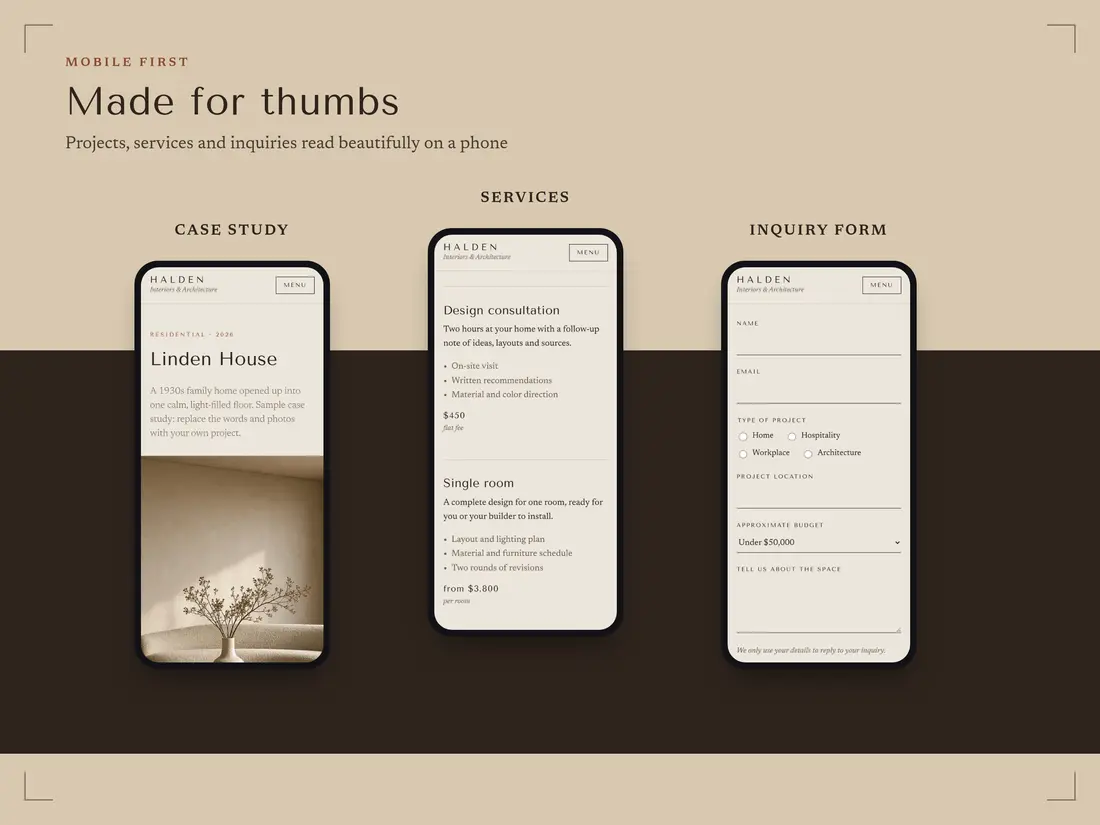 MOBILE FIRST
Made for thumbs
Projects, services and inquiries read beautifully on a phone
CASE STUDY
HALDEN
Interiors & Architecture
MENU
RESIDENTIAL · 2026
Linden House
A 1930s family home opened up into
one calm, light-filled floor. Sample case
study: replace the words and photos
with your own project.
SERVICES
HALDEN
Interiors & Architecture
MENU
Design consultation
Two hours at your home with a follow-up
note of ideas, layouts and sources.
• On-site visit
• Written recommendations
• Material and color direction
$450
flat fee
Single room
A complete design for one room, ready for
you or your builder to install.
• Layout and lighting plan
• Material and furniture schedule
• Two rounds of revisions
from $3,800
per room
INQUIRY FORM
HALDEN
Interiors & Architecture
MENU
NAME
EMAIL
TYPE OF PROJECT
Home Hospitality
Workplace Architecture
PROJECT LOCATION
APPROXIMATE BUDGET
Under $50,000
TELL US ABOUT THE SPACE
We only use your details to reply to your inquiry.